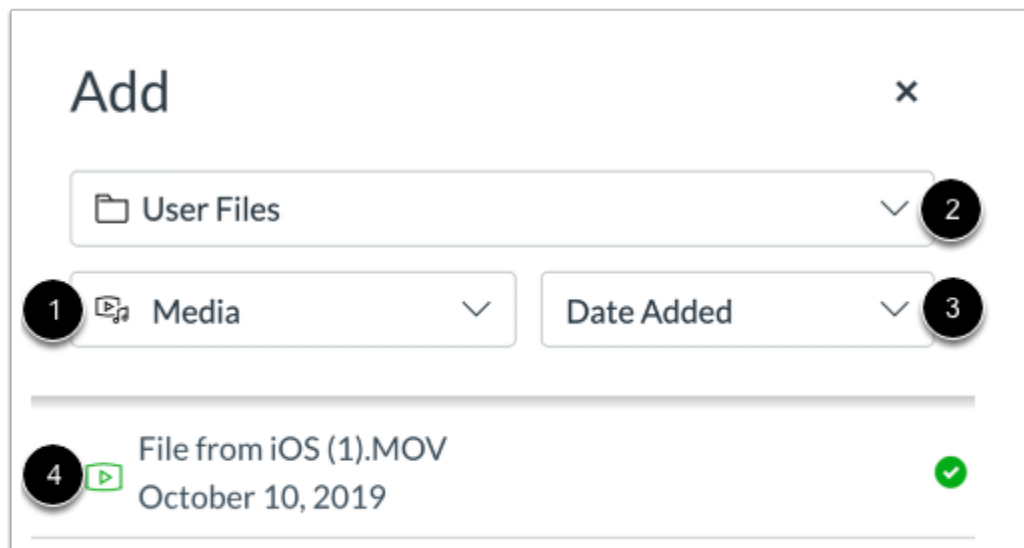 Add
User Files
2
1
Media
Date Added
3
4
File from iOS (1).MOV
October 10, 2019